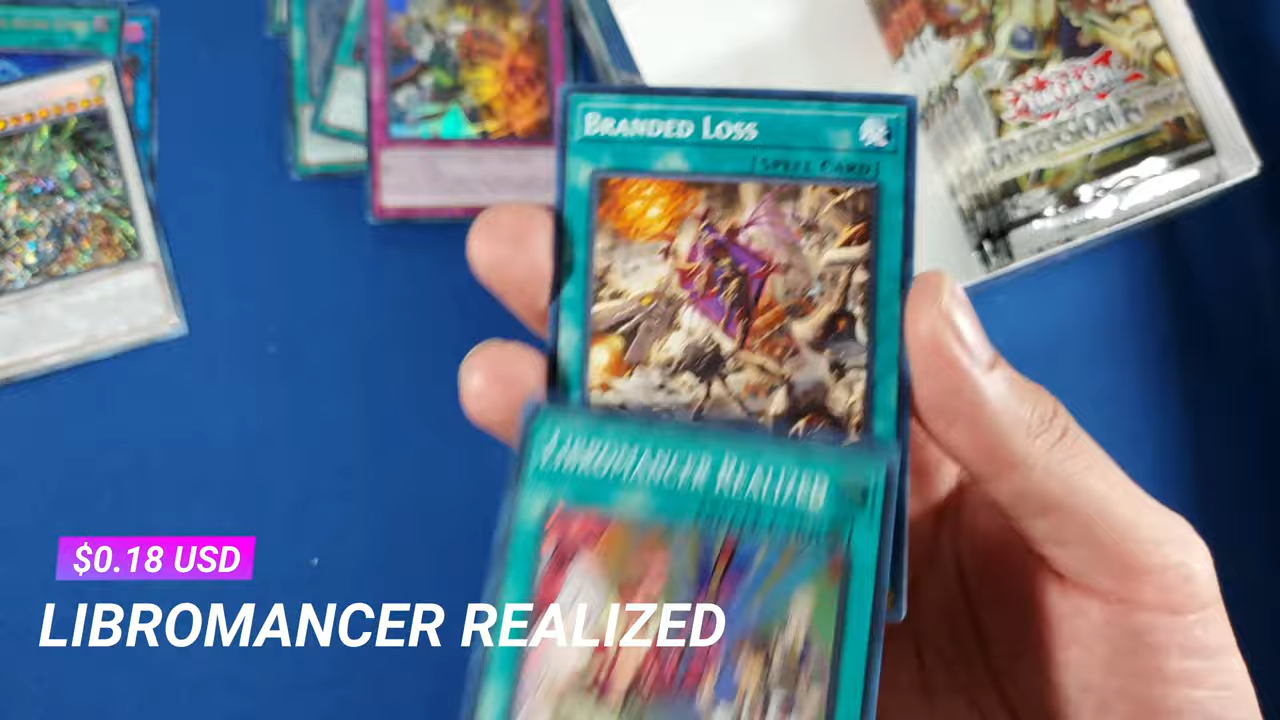 BRANDED LOSS
[SPELL CARD
LIBROMANCER REALIZED
$0.18 USD
LIBROMANCER REALIZED